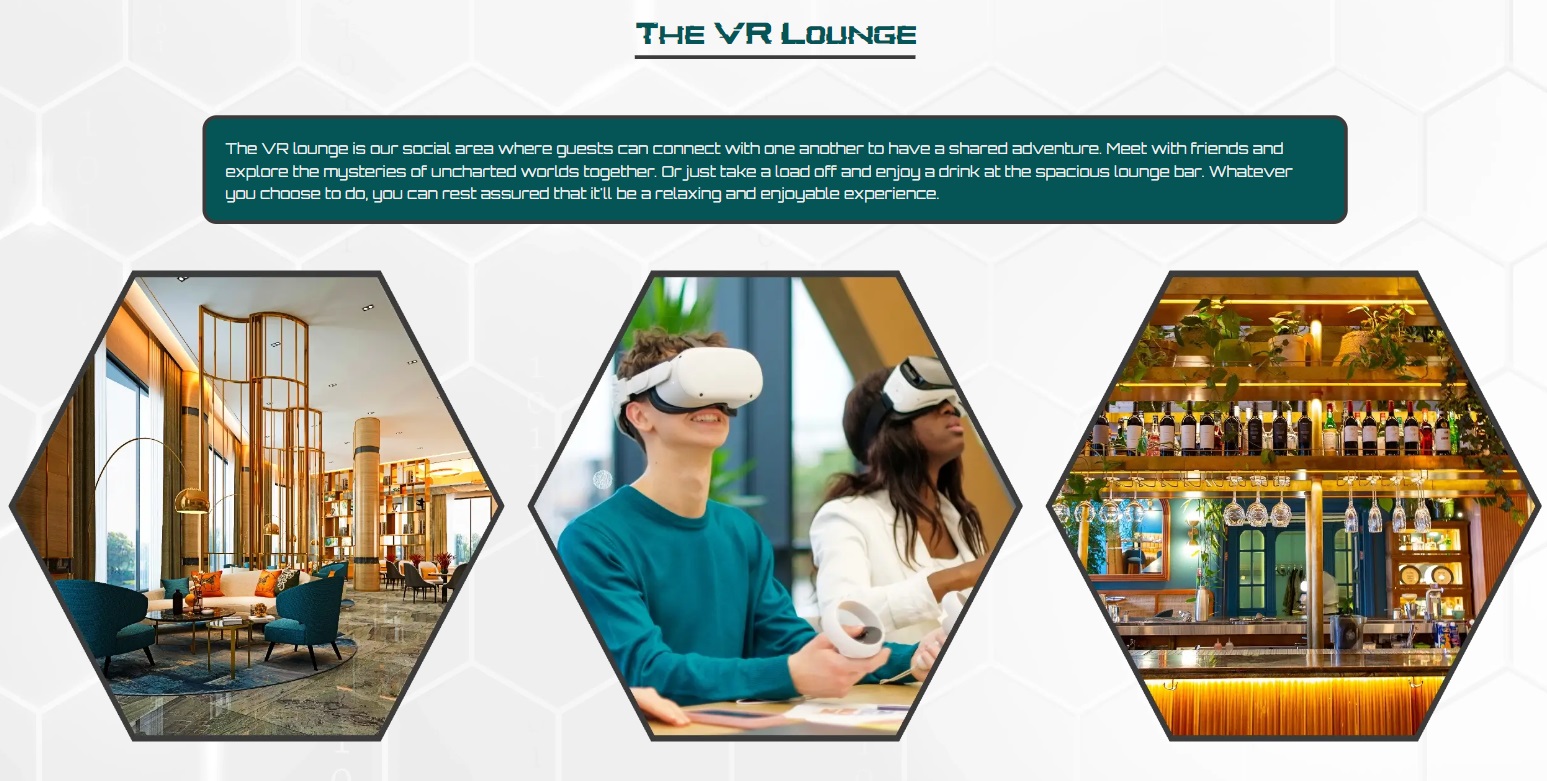 The VR Lounge
The VR lounge is our social area where guests can connect with one another to have a shared adventure. Meet with friends and
explore the mysteries of uncharted worlds together. Or just take a load off and enjoy a drink at the spacious lounge bar. Whatever
you choose to do, you can rest assured that it'll be a relaxing and enjoyable experience.